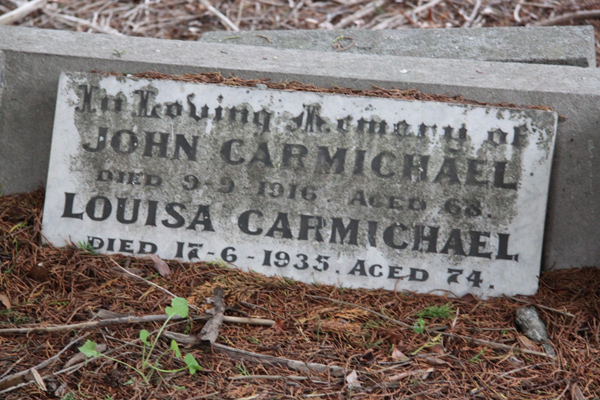 In Loving Memory of
JOHN CARMICHAEL
DIED 9-9-1916. AGED 68.
LOUISA CARMICHAEL
DIED 17-6-1935. AGED 74.